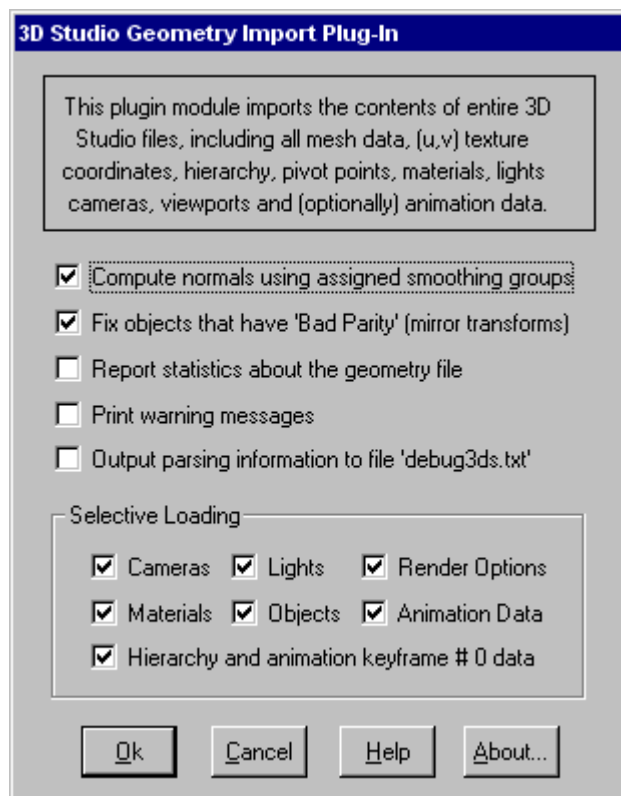 3D Studio Geometry Import Plug-In
This plugin module imports the contents of entire 3D
Studio files, including all mesh data, (u,v) texture
coordinates, hierarchy, pivot points, materials, lights
cameras, viewports and (optionally) animation data.
Compute normals using assigned smoothing groups
Fix objects that have 'Bad Parity' (mirror transforms)
Report statistics about the geometry file
Print warning messages
Output parsing information to file 'debug3ds.txt'
Selective Loading
Cameras Lights Render Options
Materials Objects Animation Data
Hierarchy and animation keyframe # 0 data
Ok Cancel Help About...